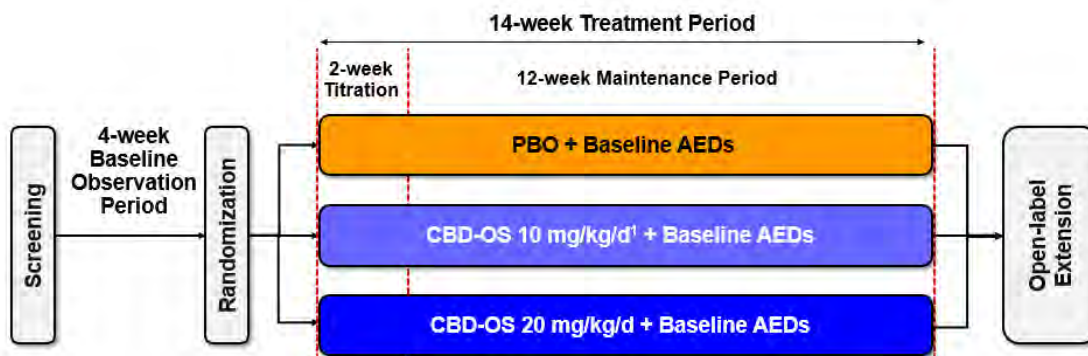 14-week Treatment Period
2-week
Titration
12-week Maintenance Period
Screening
4-week
Baseline
Observation
Period
Randomization
PBO + Baseline AEDs
CBD-OS 10 mg/kg/d¹ + Baseline AEDs
CBD-OS 20 mg/kg/d + Baseline AEDs
Open-label
Extension